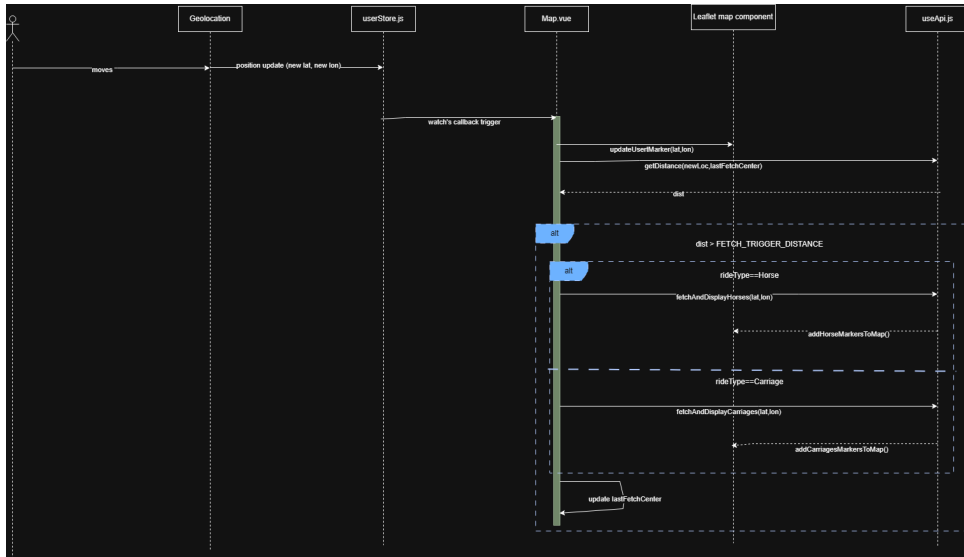 Geolocation
userStore.js
Map.vue
Leaflet map component
useApi.js
moves
position update (new lat, new lon)
watch's callback trigger
updateUsertMarker(lat,lon)
getDistance(newLoc,lastFetchCenter)
dist
alt
dist > FETCH_TRIGGER_DISTANCE
alt
rideType==Horse
fetchAndDisplayHorses(lat,lon)
addHorseMarkersToMap()
rideType==Carriage
fetchAndDisplayCarriages(lat,lon)
addCarriagesMarkersToMap()
update lastFetchCenter